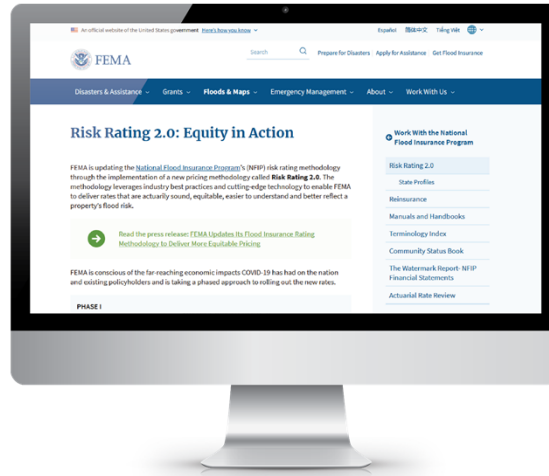 An official website of the United States government Here's how you know
Español 简体中文 Tiếng Việt
FEMA
Search
Prepare for Disasters Apply for Assistance Get Flood Insurance
Disasters & Assistance Grants Floods & Maps Emergency Management About Work With Us
Risk Rating 2.0: Equity in Action
FEMA is updating the National Flood Insurance Program's (NFIP) risk rating methodology
through the implementation of a new pricing methodology called Risk Rating 2.0. The
methodology leverages industry best practices and cutting-edge technology to enable FEMA
to deliver rates that are actuarially sound, equitable, easier to understand and better reflect a
property's flood risk.
Read the press release: FEMA Updates Its Flood Insurance Rating
Methodology to Deliver More Equitable Pricing
FEMA is conscious of the far-reaching economic impacts COVID-19 has had on the nation
and existing policyholders and is taking a phased approach to rolling out the new rates.
PHASE I
Work With the National
Flood Insurance Program
Risk Rating 2.0
State Profiles
Reinsurance
Manuals and Handbooks
Terminology Index
Community Status Book
The Watermark Report- NFIP
Financial Statements
Actuarial Rate Review